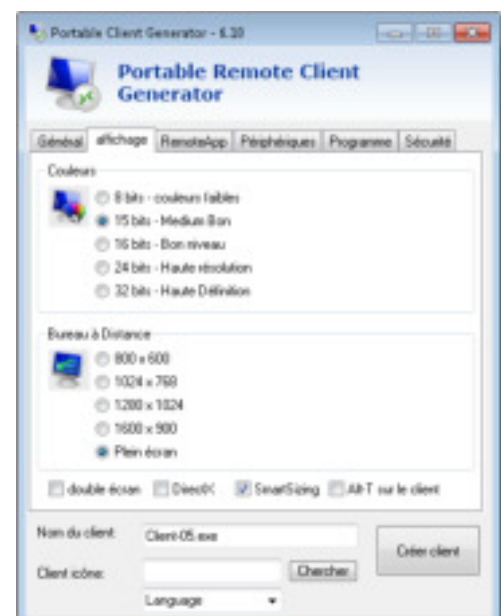 Portable Client Generator - 6.30
Portable Remote Client
Generator
Général affichage RemoteApp Périphériques Programme Sécurité
Couleurs
8 bits - couleurs faibles
15 bits - Medium Bon
16 bits - Bon niveau
24 bits - Haute résolution
32 bits - Haute Définition
Bureau à Distance
800 x 600
1024 x 768
1280 x 1024
1600 x 900
Plein écran
double écran DirectX SmartSizing Alt-T sur le client
Nom du client: Client-05.exe
Créer client
Client icône: Chercher
Language